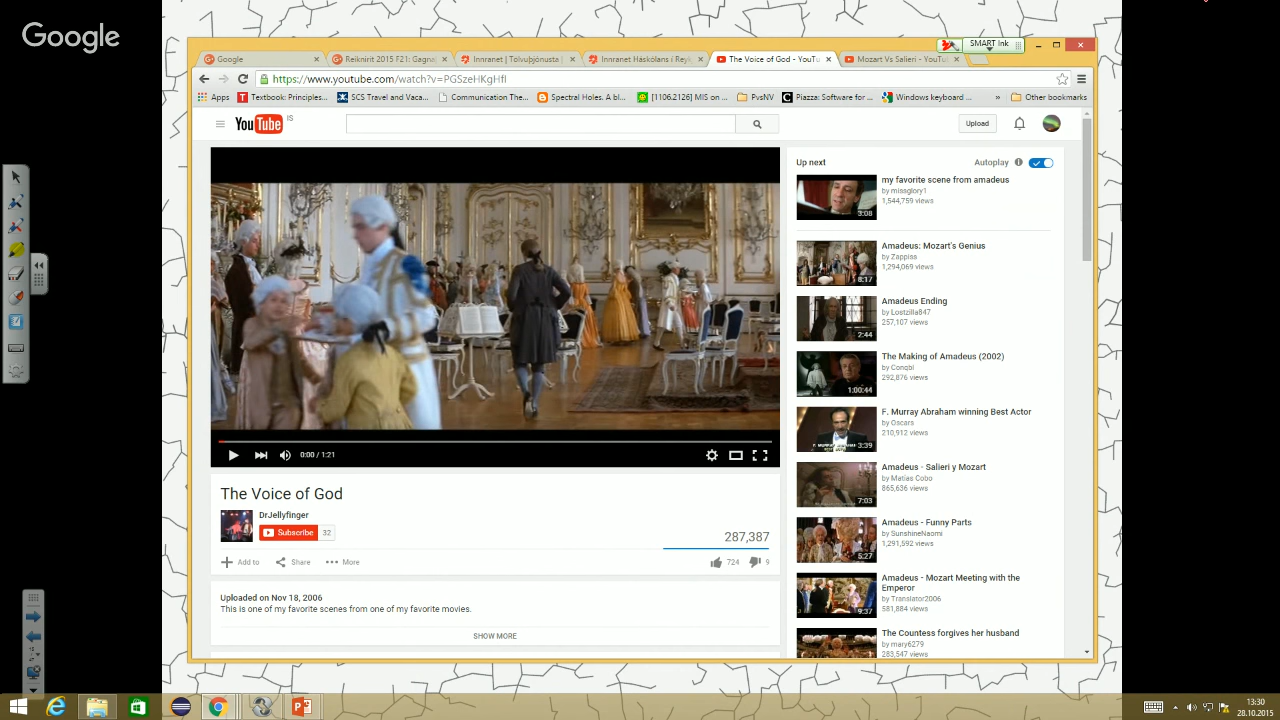 Google
SMART Ink
Google
Reiknirit 2015 F21: Gagna
Innranet | Tölvuþjónusta |
Innranet Háskólans í Reyk
The Voice of God - YouTu
Mozart Vs Salieri - YouTub
https://www.youtube.com/watch?v=PGSzeHKgHfI
Apps
Textbook: Principles...
SCS Travel and Vaca...
Communication The...
Spectral Holes. A bl...
[1106.2126] MIS on ...
PvsNV
Piazza: Software for ...
Windows keyboard ...
»
Other bookmarks
YouTube IS
Upload
Up next
Autoplay
my favorite scene from amadeus
by missglory1
1,544,759 views
3:08
Amadeus: Mozart's Genius
by Zappiss
1,294,069 views
8:17
Amadeus Ending
by Lostzilla847
257,107 views
2:44
The Making of Amadeus (2002)
by Conqbl
292,876 views
1:00:44
F. Murray Abraham winning Best Actor
by Oscars
210,912 views
3:39
Amadeus - Salieri y Mozart
by Matias Cobo
865,636 views
7:03
Amadeus - Funny Parts
by SunshineNaomi
1,291,592 views
5:27
Amadeus - Mozart Meeting with the
Emperor
by Translator2006
581,884 views
9:37
The Countess forgives her husband
by mary6279
283,547 views
0:00 / 1:21
The Voice of God
DrJellyfinger
Subscribe 32
287,387
Add to
Share
More
724
9
Uploaded on Nov 18, 2006
This is one of my favorite scenes from one of my favorite movies.
SHOW MORE
13:30
28.10.2015